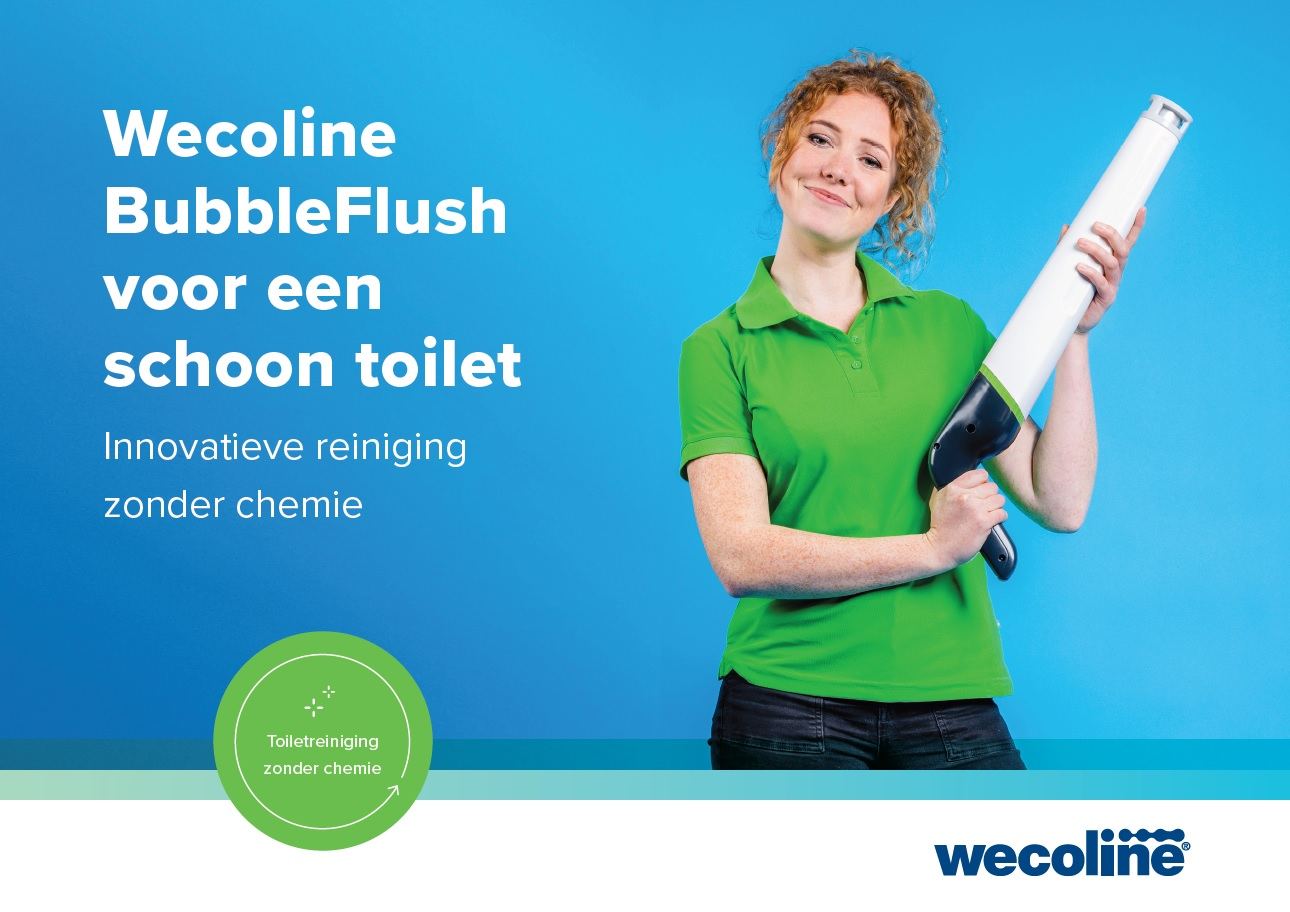 Wecoline
BubbleFlush
voor een
schoon toilet
Innovatieve reiniging
zonder chemie
Toiletreiniging
zonder chemie
wecoline®